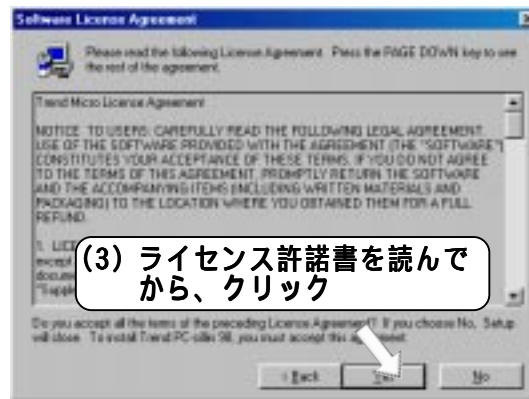 Software License Agreement
Please read the following License Agreement. Press the PAGE DOWN key to see
the rest of the agreement.
Trend Micro License Agreement
NOTICE TO USERS: CAREFULLY READ THE FOLLOWING LEGAL AGREEMENT.
USE OF THE SOFTWARE PROVIDED WITH THE AGREEMENT (THE "SOFTWARE")
CONSTITUTES YOUR ACCEPTANCE OF THESE TERMS. IF YOU DO NOT AGREE
TO THE TERMS OF THIS AGREEMENT, PROMPTLY RETURN THE SOFTWARE
AND THE ACCOMPANYING ITEMS (INCLUDING WRITTEN MATERIALS AND
PACKAGING) TO THE LOCATION WHERE YOU OBTAINED THEM FOR A FULL
REFUND.
1. LIC
except
docum
"Supple
(3) ライセンス許諾書を読んで
から、クリック
Do you accept all the terms of the preceding License Agreement? If you choose No, Setup
will close. To install Trend PC-cillin 98, you must accept this agreement.
< Back
No